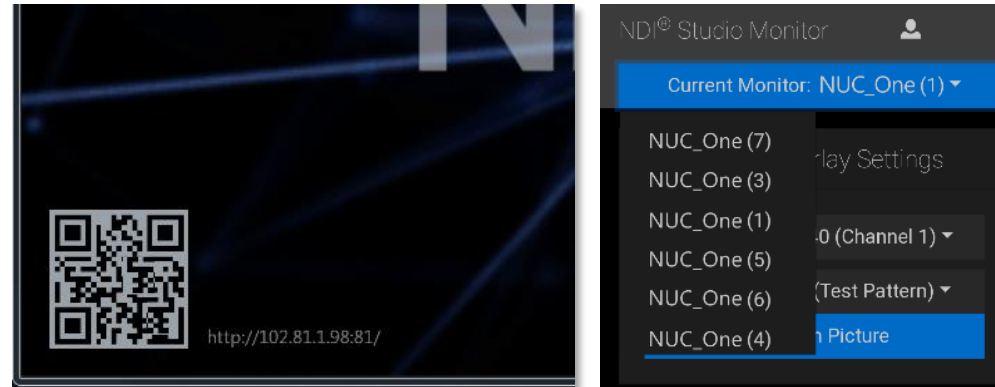 N
http://102.81.1.98:81/
NDI® Studio Monitor
Current Monitor: NUC_One (1)
NUC_One (7)
NUC_One (3)
NUC_One (1)
NUC_One (5)
NUC_One (6)
NUC_One (4)
rlay Settings
40 (Channel 1)
(Test Pattern)
n Picture